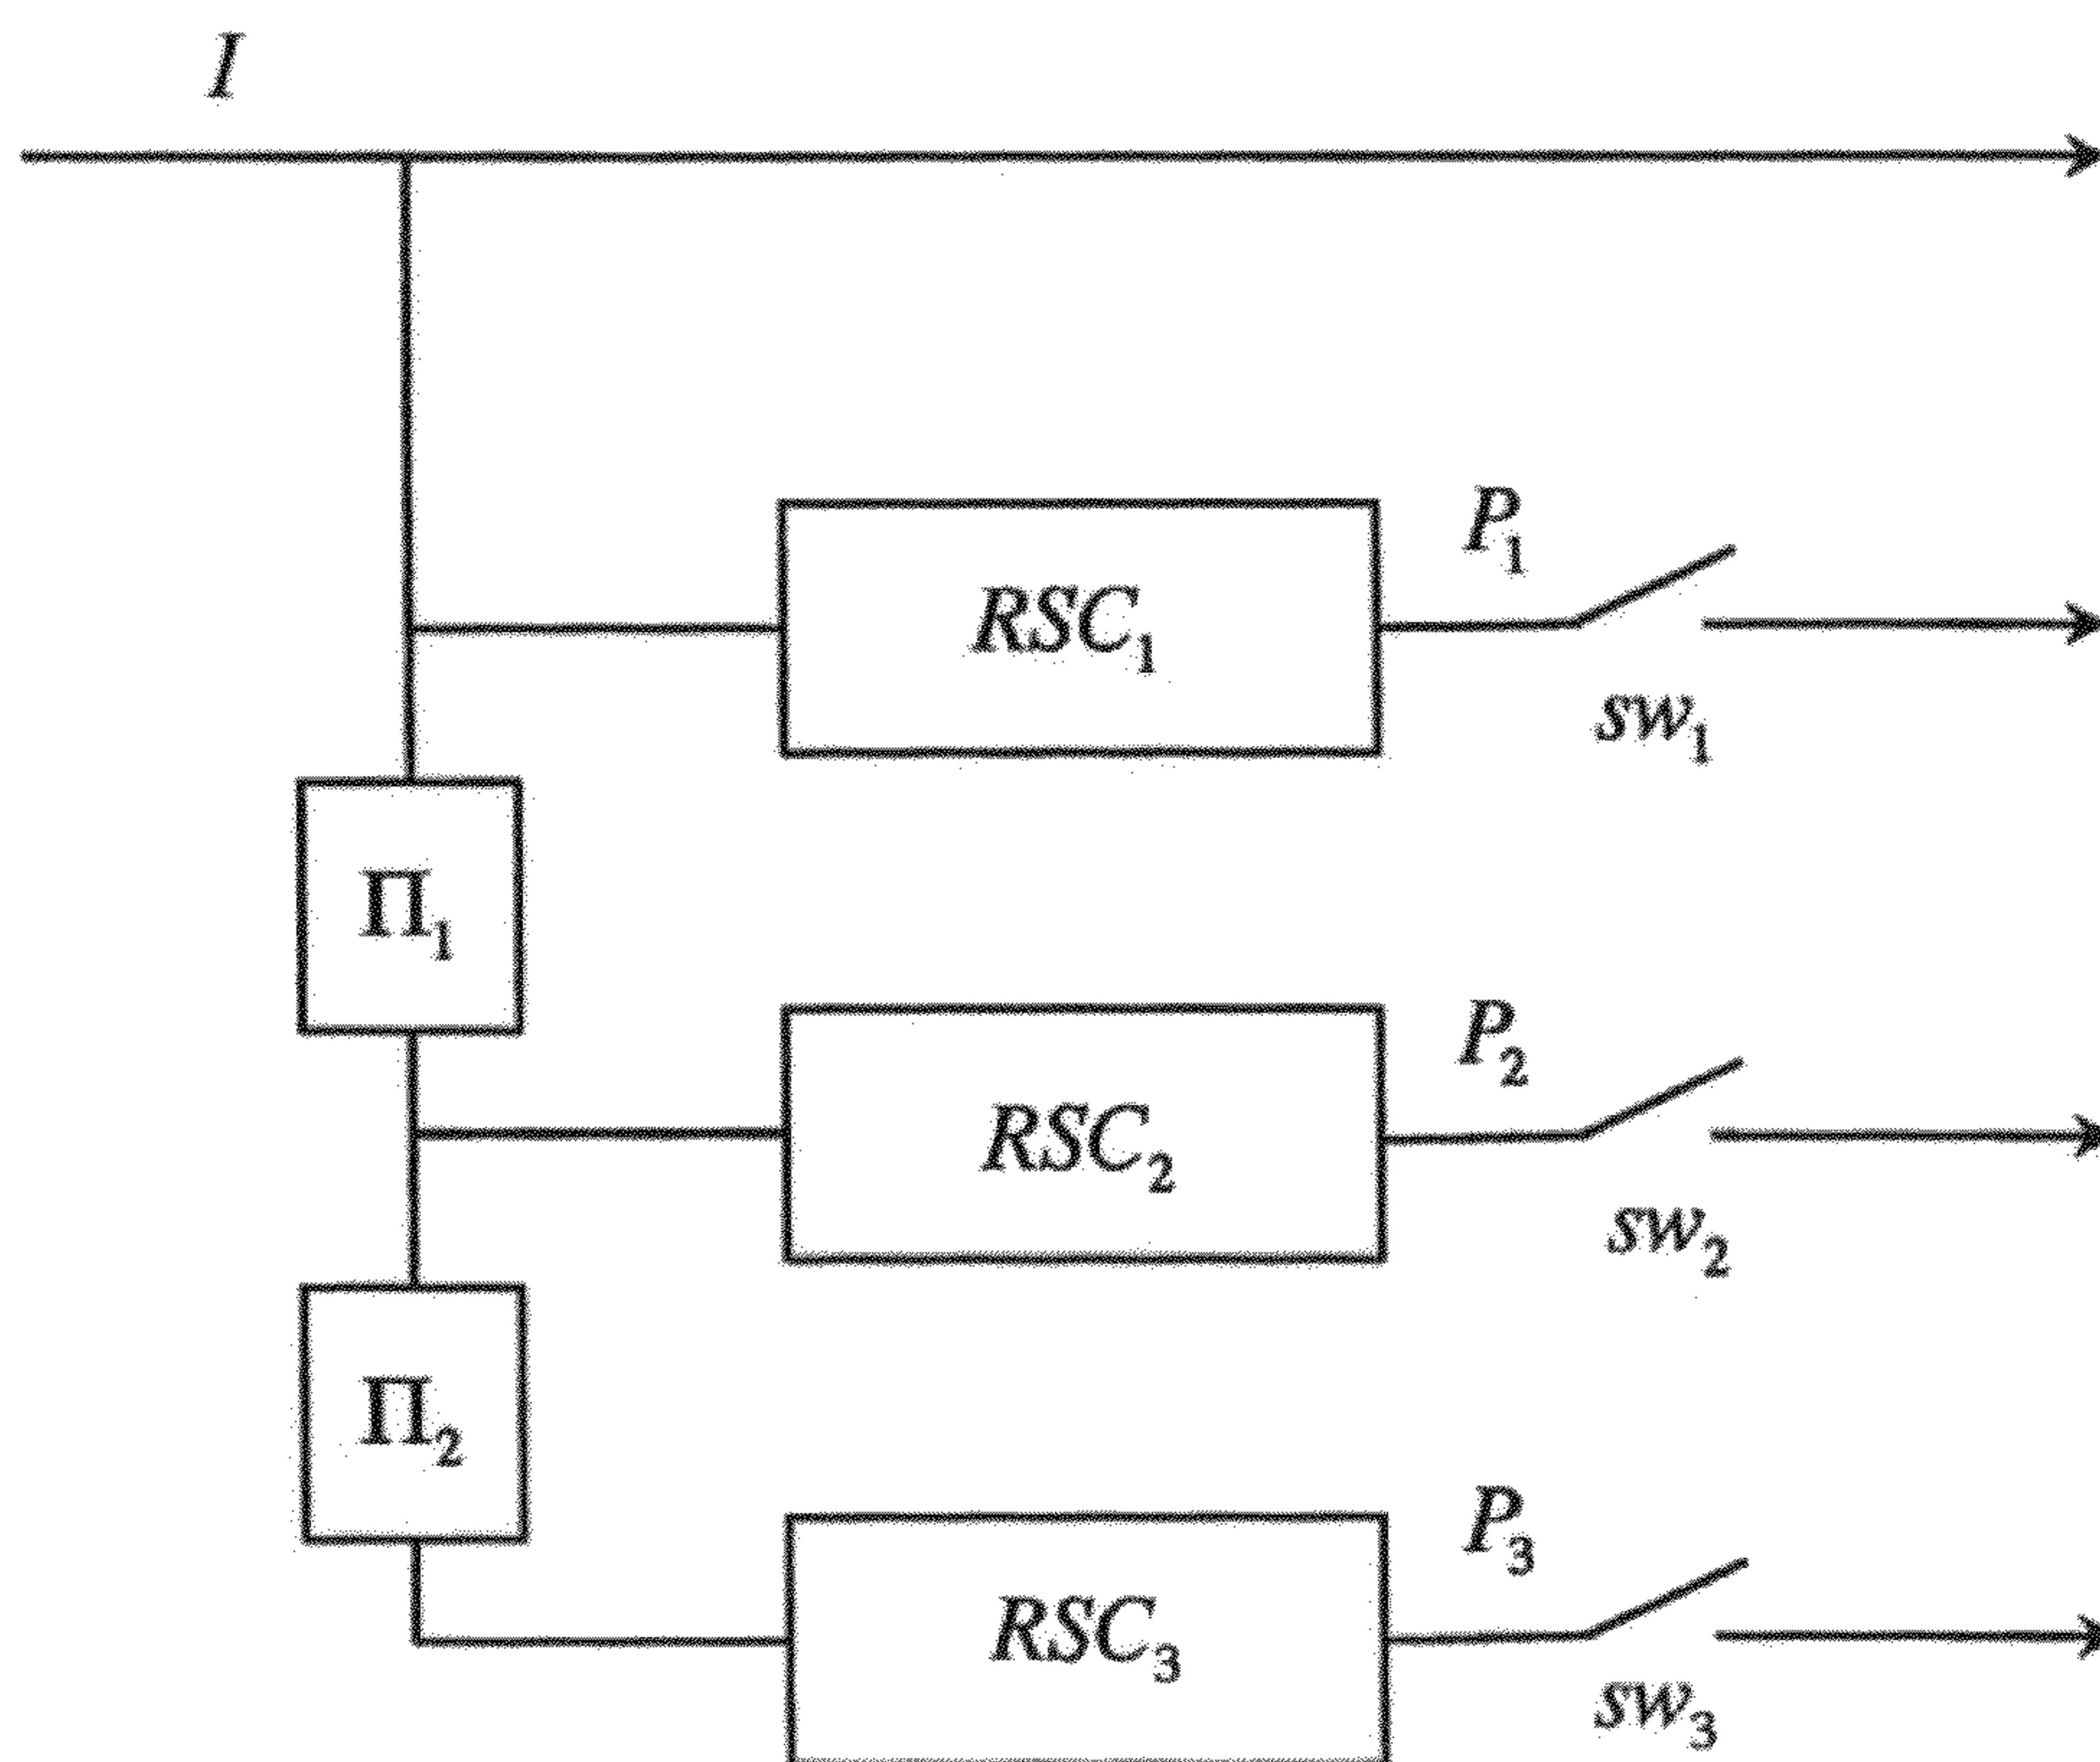 I
P₁
RSC₁
sw₁
Π₁
P₂
RSC₂
sw₂
Π₂
P₃
RSC₃
sw₃